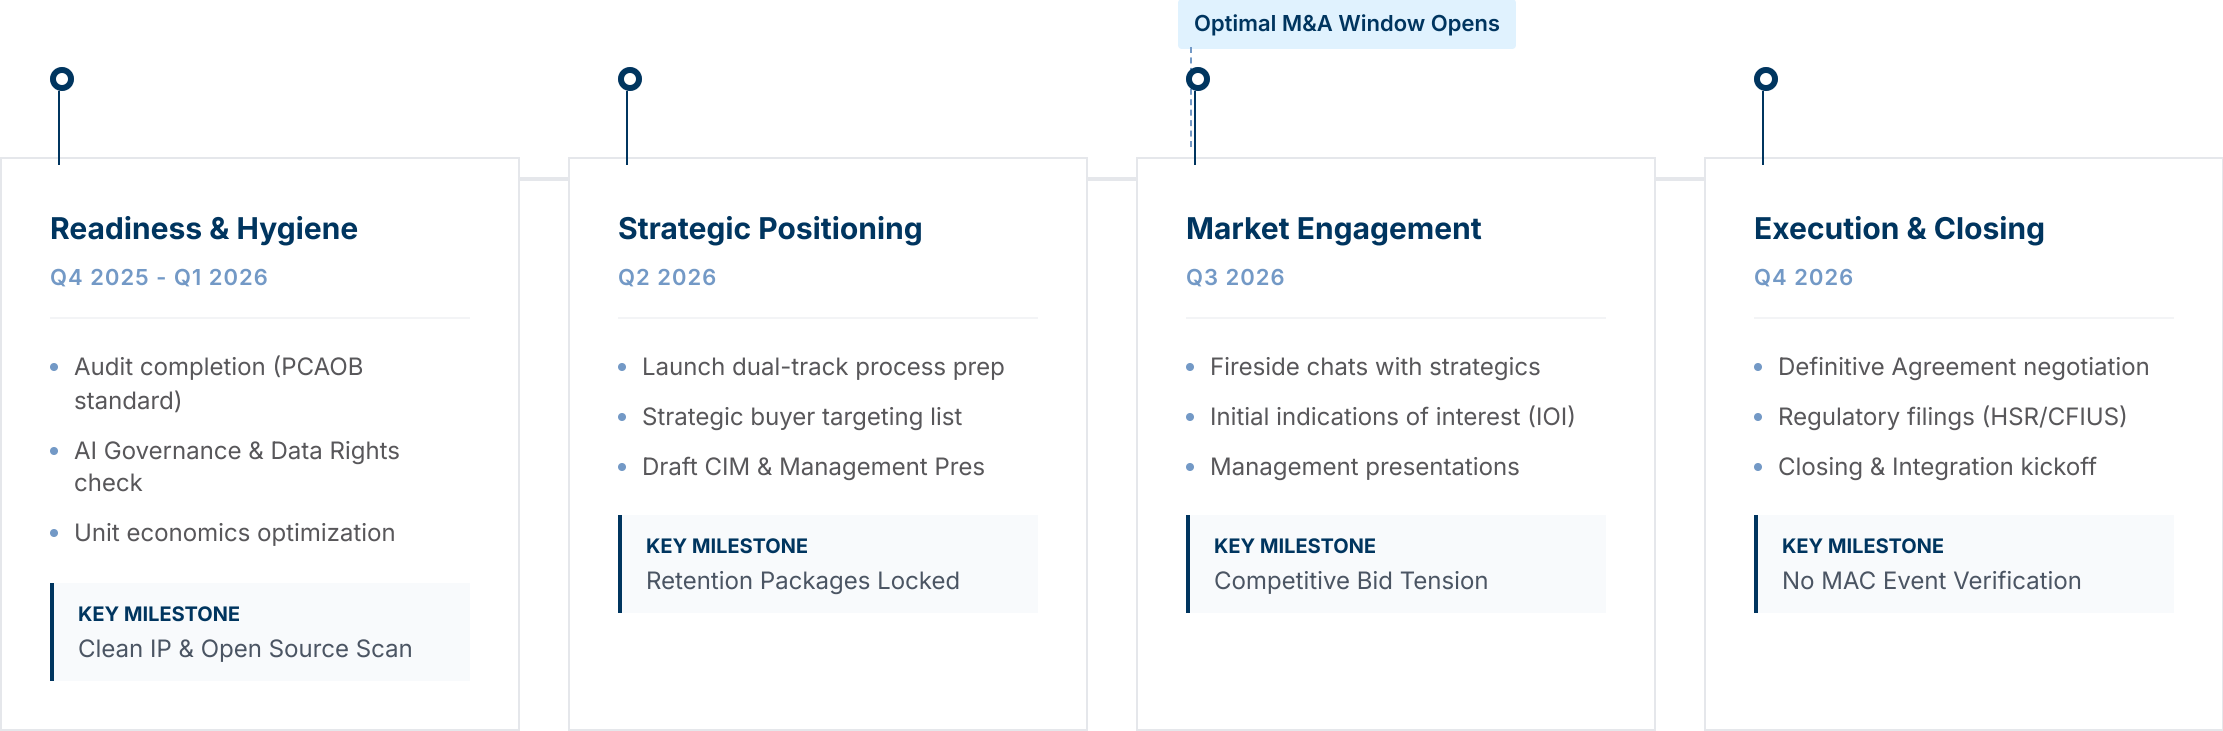 Optimal M&A Window Opens
Readiness & Hygiene
Q4 2025 - Q1 2026
Audit completion (PCAOB
standard)
AI Governance & Data Rights
check
Unit economics optimization
KEY MILESTONE
Clean IP & Open Source Scan
Strategic Positioning
Q2 2026
Launch dual-track process prep
Strategic buyer targeting list
Draft CIM & Management Pres
KEY MILESTONE
Retention Packages Locked
Market Engagement
Q3 2026
Fireside chats with strategics
Initial indications of interest (IOI)
Management presentations
KEY MILESTONE
Competitive Bid Tension
Execution & Closing
Q4 2026
Definitive Agreement negotiation
Regulatory filings (HSR/CFIUS)
Closing & Integration kickoff
KEY MILESTONE
No MAC Event Verification